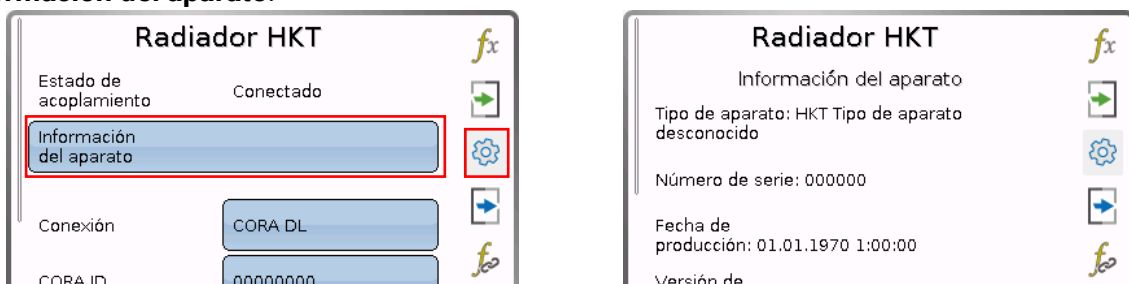 Radiador HKT
Estado de
acoplamiento
Conectado
Información
del aparato
Conexión
CORA DL
CORA ID
00000000
Radiador HKT
Información del aparato
Tipo de aparato: HKT Tipo de aparato
desconocido
Número de serie: 000000
Fecha de
producción: 01.01.1970 1:00:00
Versión de